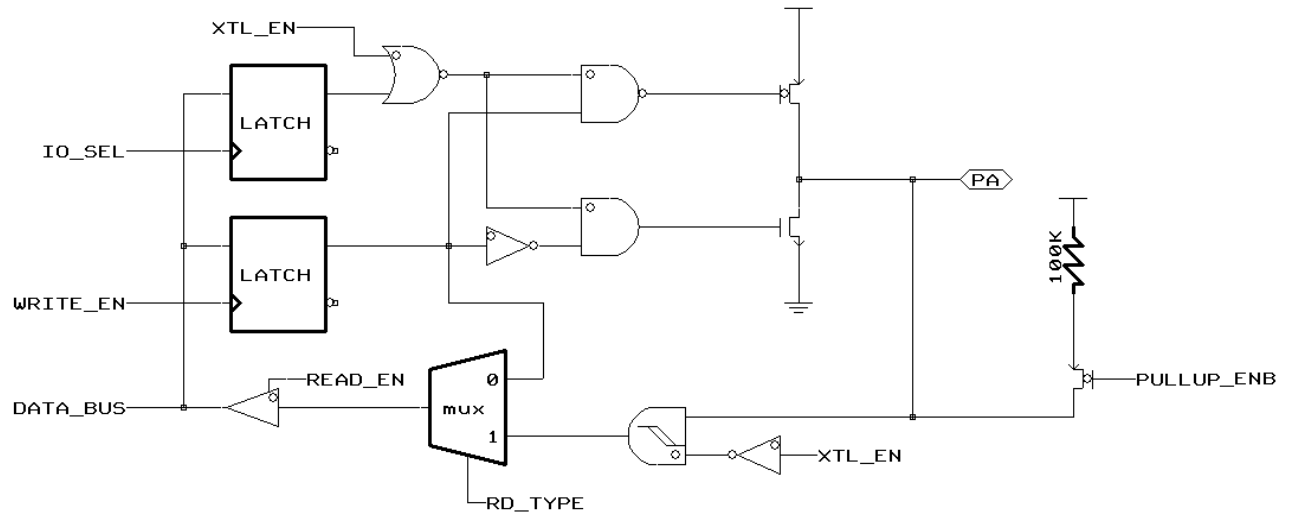 XTL_EN
LATCH
IO_SEL
PA
100K
LATCH
WRITE_EN
READ_EN
0
PULLUP_ENB
DATA_BUS
mux
1
XTL_EN
RD_TYPE